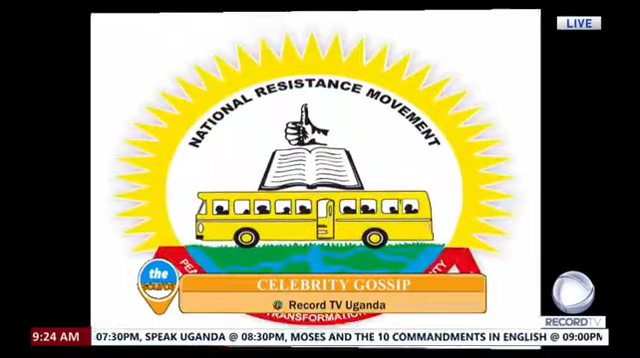 LIVE
NATIONAL RESISTANCE MOVEMENT
the
CELEBRITY GOSSIP
Record TV Uganda
TRANSFORMATION
RECORDTV
9:24 AM
07:30PM, SPEAK UGANDA @ 08:30PM, MOSES AND THE 10 COMMANDMENTS IN ENGLISH @ 09:00PM